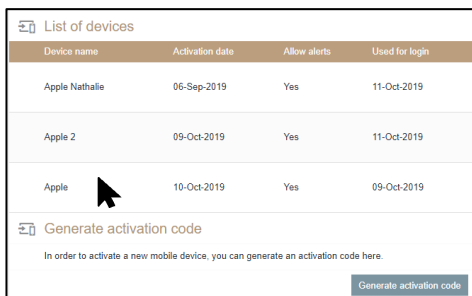 List of devices
Device name Activation date Allow alerts Used for login
Apple Nathalie 06-Sep-2019 Yes 11-Oct-2019
Apple 2 09-Oct-2019 Yes 11-Oct-2019
Apple 10-Oct-2019 Yes 09-Oct-2019
Generate activation code
In order to activate a new mobile device, you can generate an activation code here.
Generate activation code